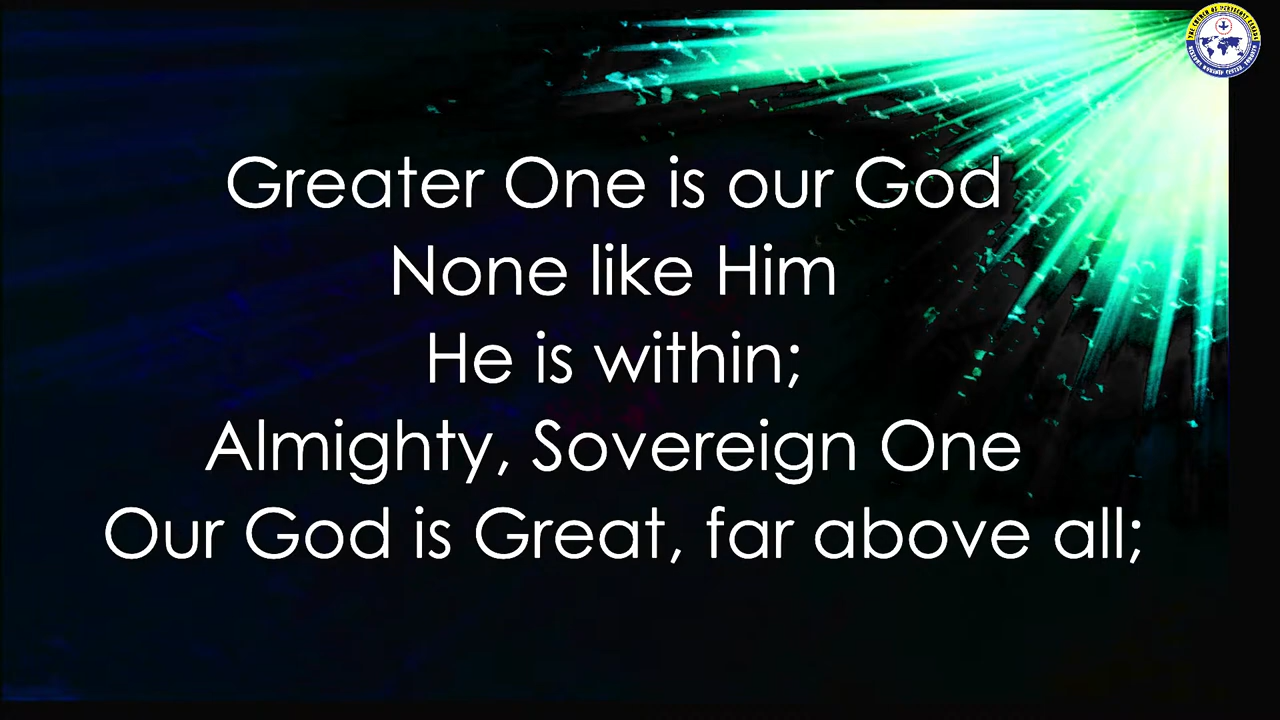 Greater One is our God
None like Him
He is within;
Almighty, Sovereign One
Our God is Great, far above all;